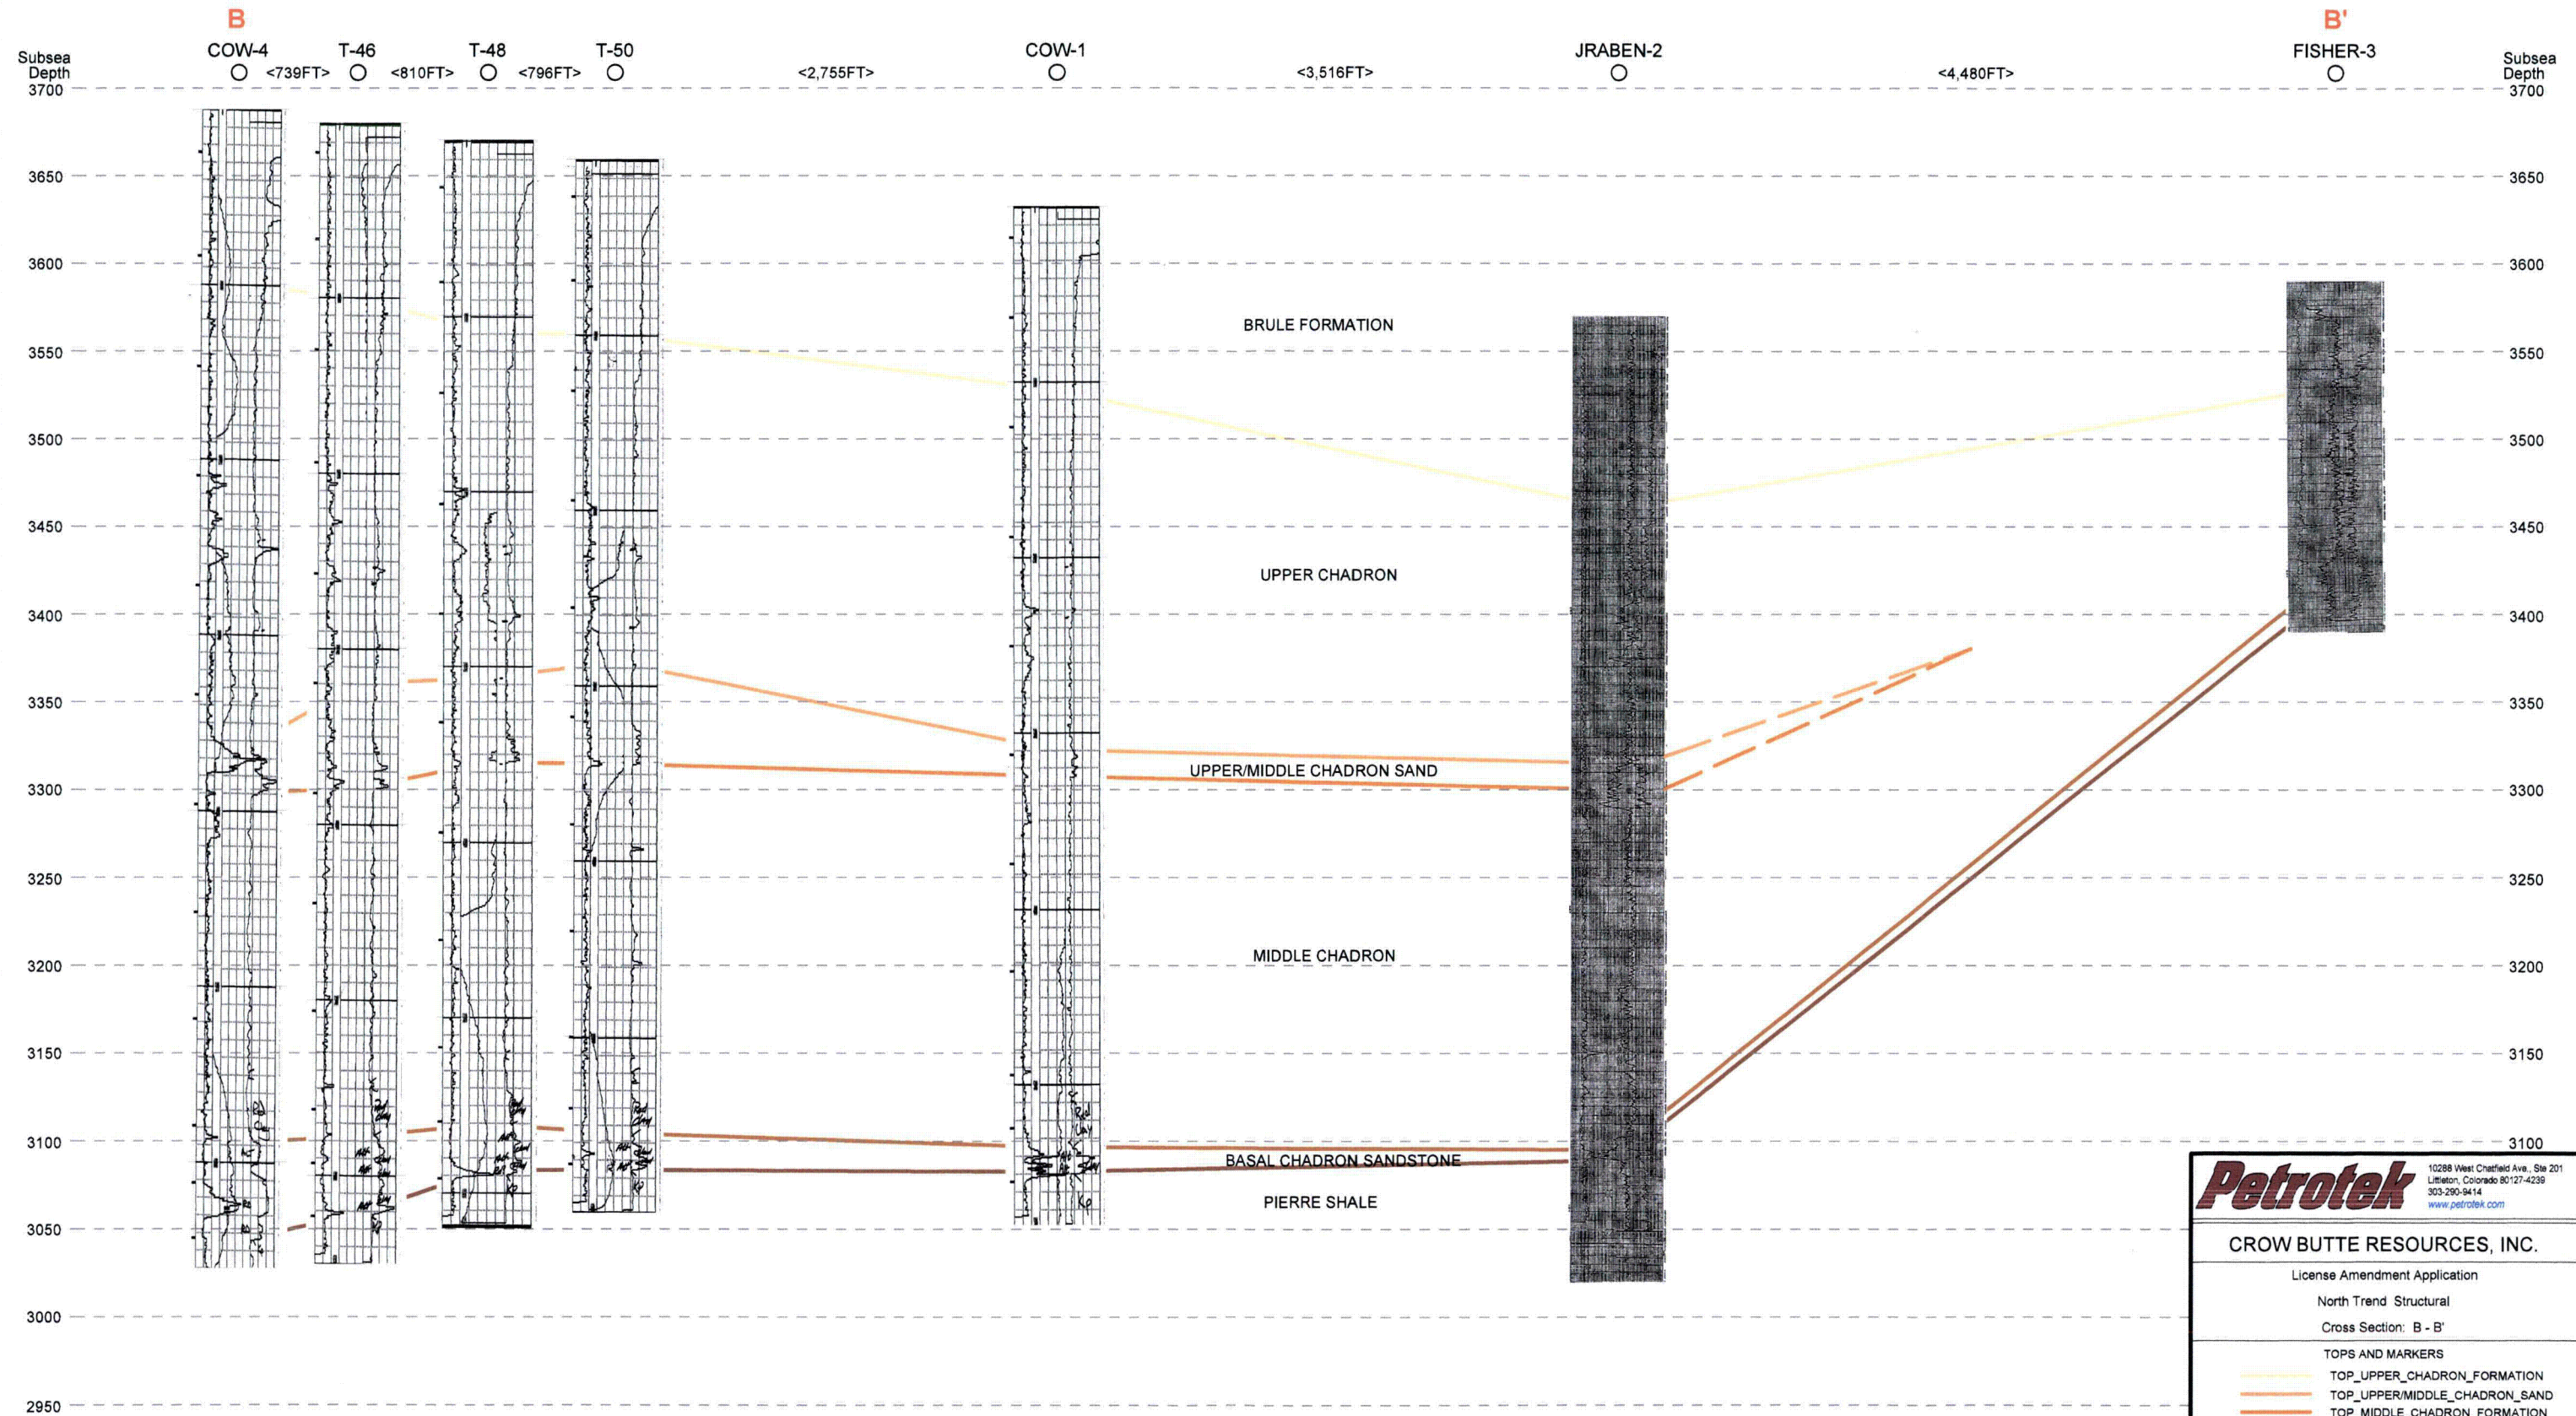 B B'
COW-4 T-46 T-48 T-50 COW-1 JRABEN-2 FISHER-3
Subsea Depth <739FT> <810FT> <796FT> <2,755FT> <3,516FT> <4,480FT> Subsea Depth
3700 3700
3650 3650
3600 3600
BRULE FORMATION
3550 3550
3500 3500
3450 3450
UPPER CHADRON
3400 3400
3350 3350
UPPER/MIDDLE CHADRON SAND
3300 3300
3250 3250
MIDDLE CHADRON
3200 3200
3150 3150
3100 3100
BASAL CHADRON SANDSTONE
PIERRE SHALE
3050
3000
2950
Petrotek
10288 West Chatfield Ave., Ste 201
Littleton, Colorado 80127-4239
303-290-9414
www.petrotek.com
CROW BUTTE RESOURCES, INC.
License Amendment Application
North Trend Structural
Cross Section: B - B'
TOPS AND MARKERS
TOP_UPPER_CHADRON_FORMATION
TOP_UPPER/MIDDLE_CHADRON_SAND
TOP_MIDDLE_CHADRON_FORMATION